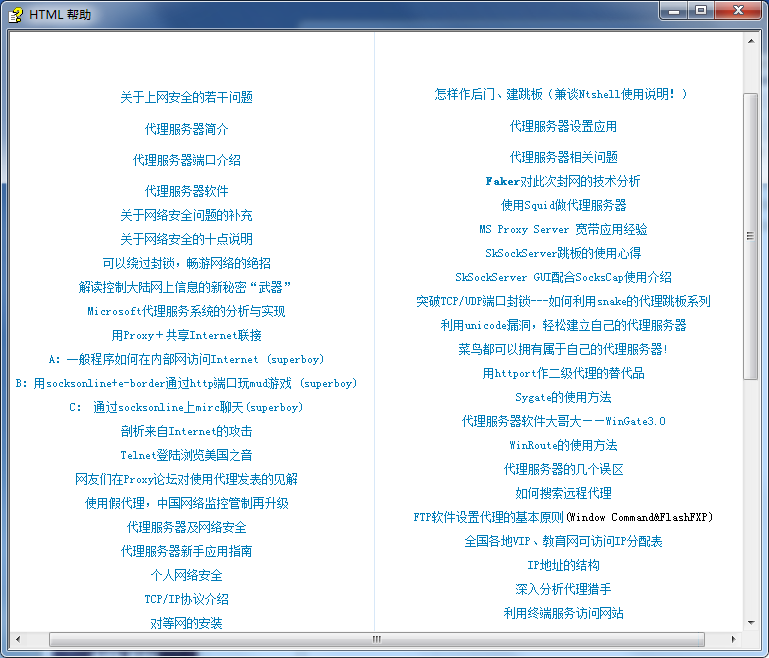 HTML 帮助
关于上网安全的若干问题
代理服务器简介
代理服务器端口介绍
代理服务器软件
关于网络安全问题的补充
关于网络安全的十点说明
可以绕过封锁，畅游网络的绝招
解读控制大陆网上信息的新秘密“武器”
Microsoft代理服务系统的分析与实现
用Proxy＋共享Internet联接
A：一般程序如何在内部网访问Internet (superboy)
B：用socksonline+e-border通过http端口玩mud游戏 (superboy)
C： 通过socksonline上mirc聊天(superboy)
剖析来自Internet的攻击
Telnet登陆浏览美国之音
网友们在Proxy论坛对使用代理发表的见解
使用假代理，中国网络监控管制再升级
代理服务器及网络安全
代理服务器新手应用指南
个人网络安全
TCP/IP协议介绍
对等网的安装
怎样作后门、建跳板（兼谈Ntshell使用说明！）
代理服务器设置应用
代理服务器相关问题
Faker对此次封网的技术分析
使用Squid做代理服务器
MS Proxy Server 宽带应用经验
SkSockServer跳板的使用心得
SkSockServer GUI配合SocksCap使用介绍
突破TCP/UDP端口封锁---如何利用snake的代理跳板系列
利用unicode漏洞，轻松建立自己的代理服务器
菜鸟都可以拥有属于自己的代理服务器!
用httport作二级代理的替代品
Sygate的使用方法
代理服务器软件大哥大－－WinGate3.0
WinRoute的使用方法
代理服务器的几个误区
如何搜索远程代理
FTP软件设置代理的基本原则(Window Command&FlashFXP)
全国各地VIP、教育网可访问IP分配表
IP地址的结构
深入分析代理猎手
利用终端服务访问网站